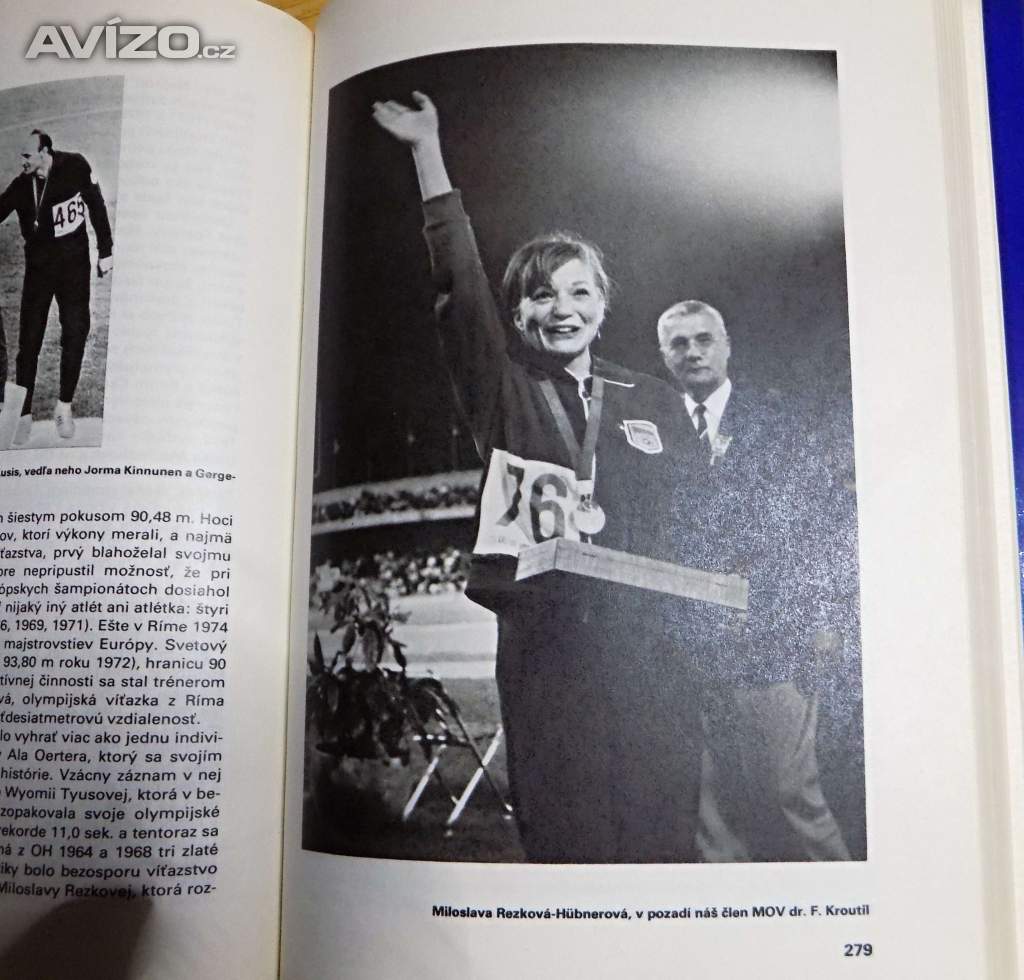 AVÍZO.cz
465
usis, vedľa neho Jorma Kinnunen a Gerge-
n šiestym pokusom 90,48 m. Hoci
ov, ktorí výkony merali, a najmä
ťazstva, prvý blahoželal svojmu
ore nepripustil možnosť, že pri
ópskych šampionátoch dosiahol
nijaký iný atlét ani atlétka: štyri
6, 1969, 1971). Ešte v Ríme 1974
majstrovstiev Európy. Svetový
93,80 m roku 1972), hranicu 90
tívnej činnosti sa stal trénerom
vá, olympijská víťazka z Ríma
ťdesiatmetrovú vzdialenosť.
lo vyhrať viac ako jednu indivi-
Ala Oertera, ktorý sa svojím
histórie. Vzácny záznam v nej
Wyomii Tyusovej, ktorá v be-
zopakovala svoje olympijské
ekorde 11,0 sek. a tentoraz sa
ná z OH 1964 a 1968 tri zlaté
iky bolo bezosporu víťazstvo
Miloslavy Rezkovej, ktorá roz-
76
Miloslava Rezková-Hübnerová, v pozadí náš člen MOV dr. F. Kroutil
279